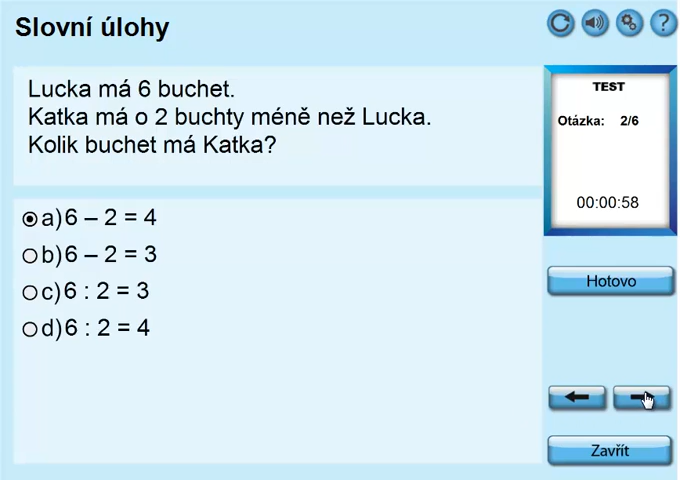 Slovní úlohy
?
Lucka má 6 buchet.
Katka má o 2 buchty méně než Lucka.
Kolik buchet má Katka?
TEST
Otázka: 2/6
00:00:58
a)6 – 2 = 4
b)6 – 2 = 3
c)6 : 2 = 3
d)6 : 2 = 4
Hotovo
Zavřít